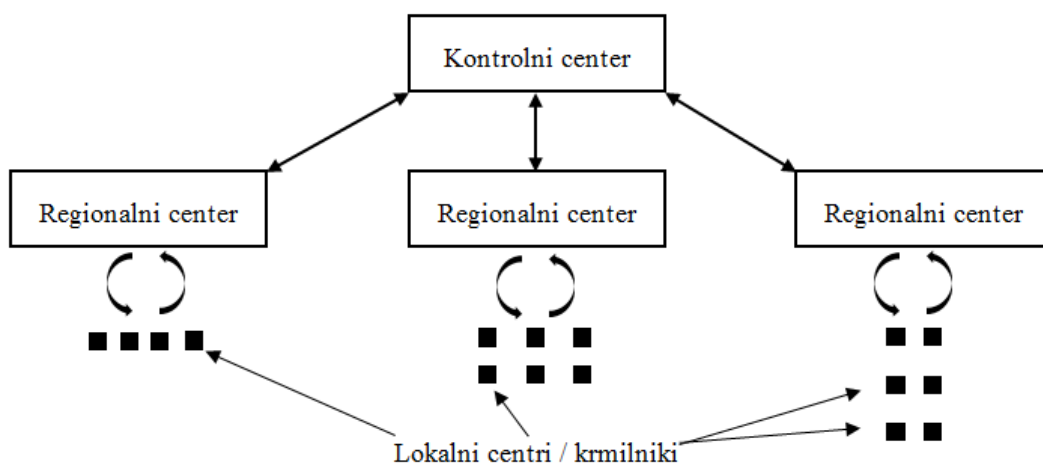 Kontrolni center
Regionalni center
Regionalni center
Regionalni center
Lokalni centri / krmilniki